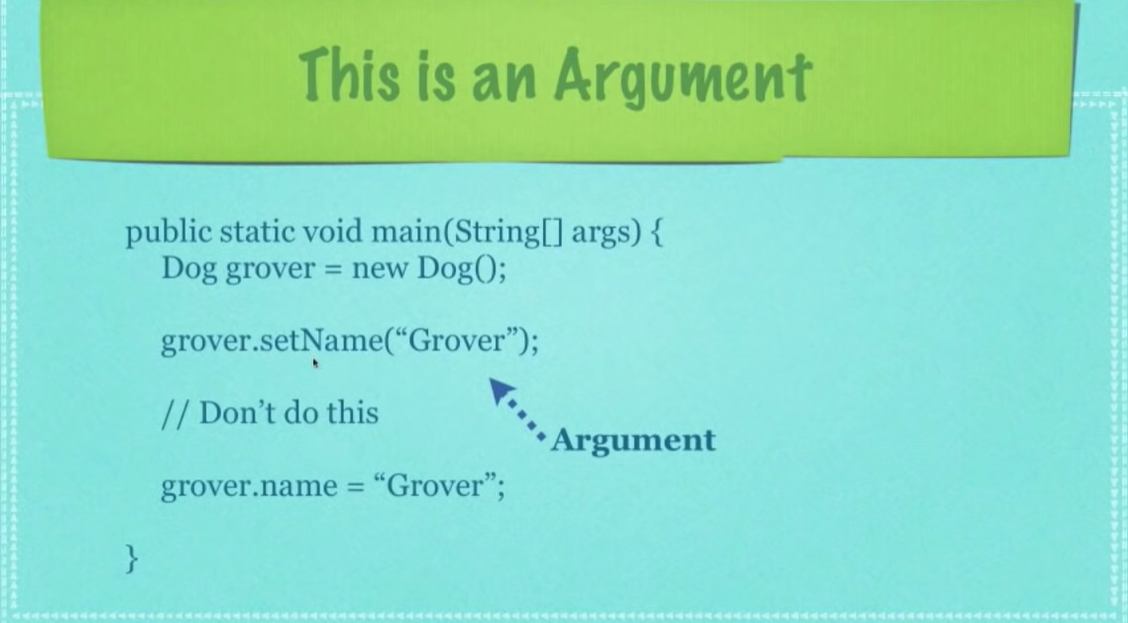 This is an Argument
public static void main(String[] args) {
Dog grover = new Dog();
grover.setName(“Grover”);
// Don’t do this
Argument
grover.name = “Grover”;
}